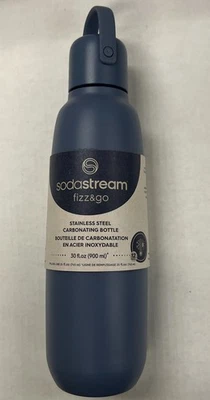 sodastream
fizz&go
STAINLESS STEEL
CARBONATING BOTTLE
BOUTEILLE DE CARBONATATION
EN ACIER INOXYDABLE
30 fl.oz (900 ml)*